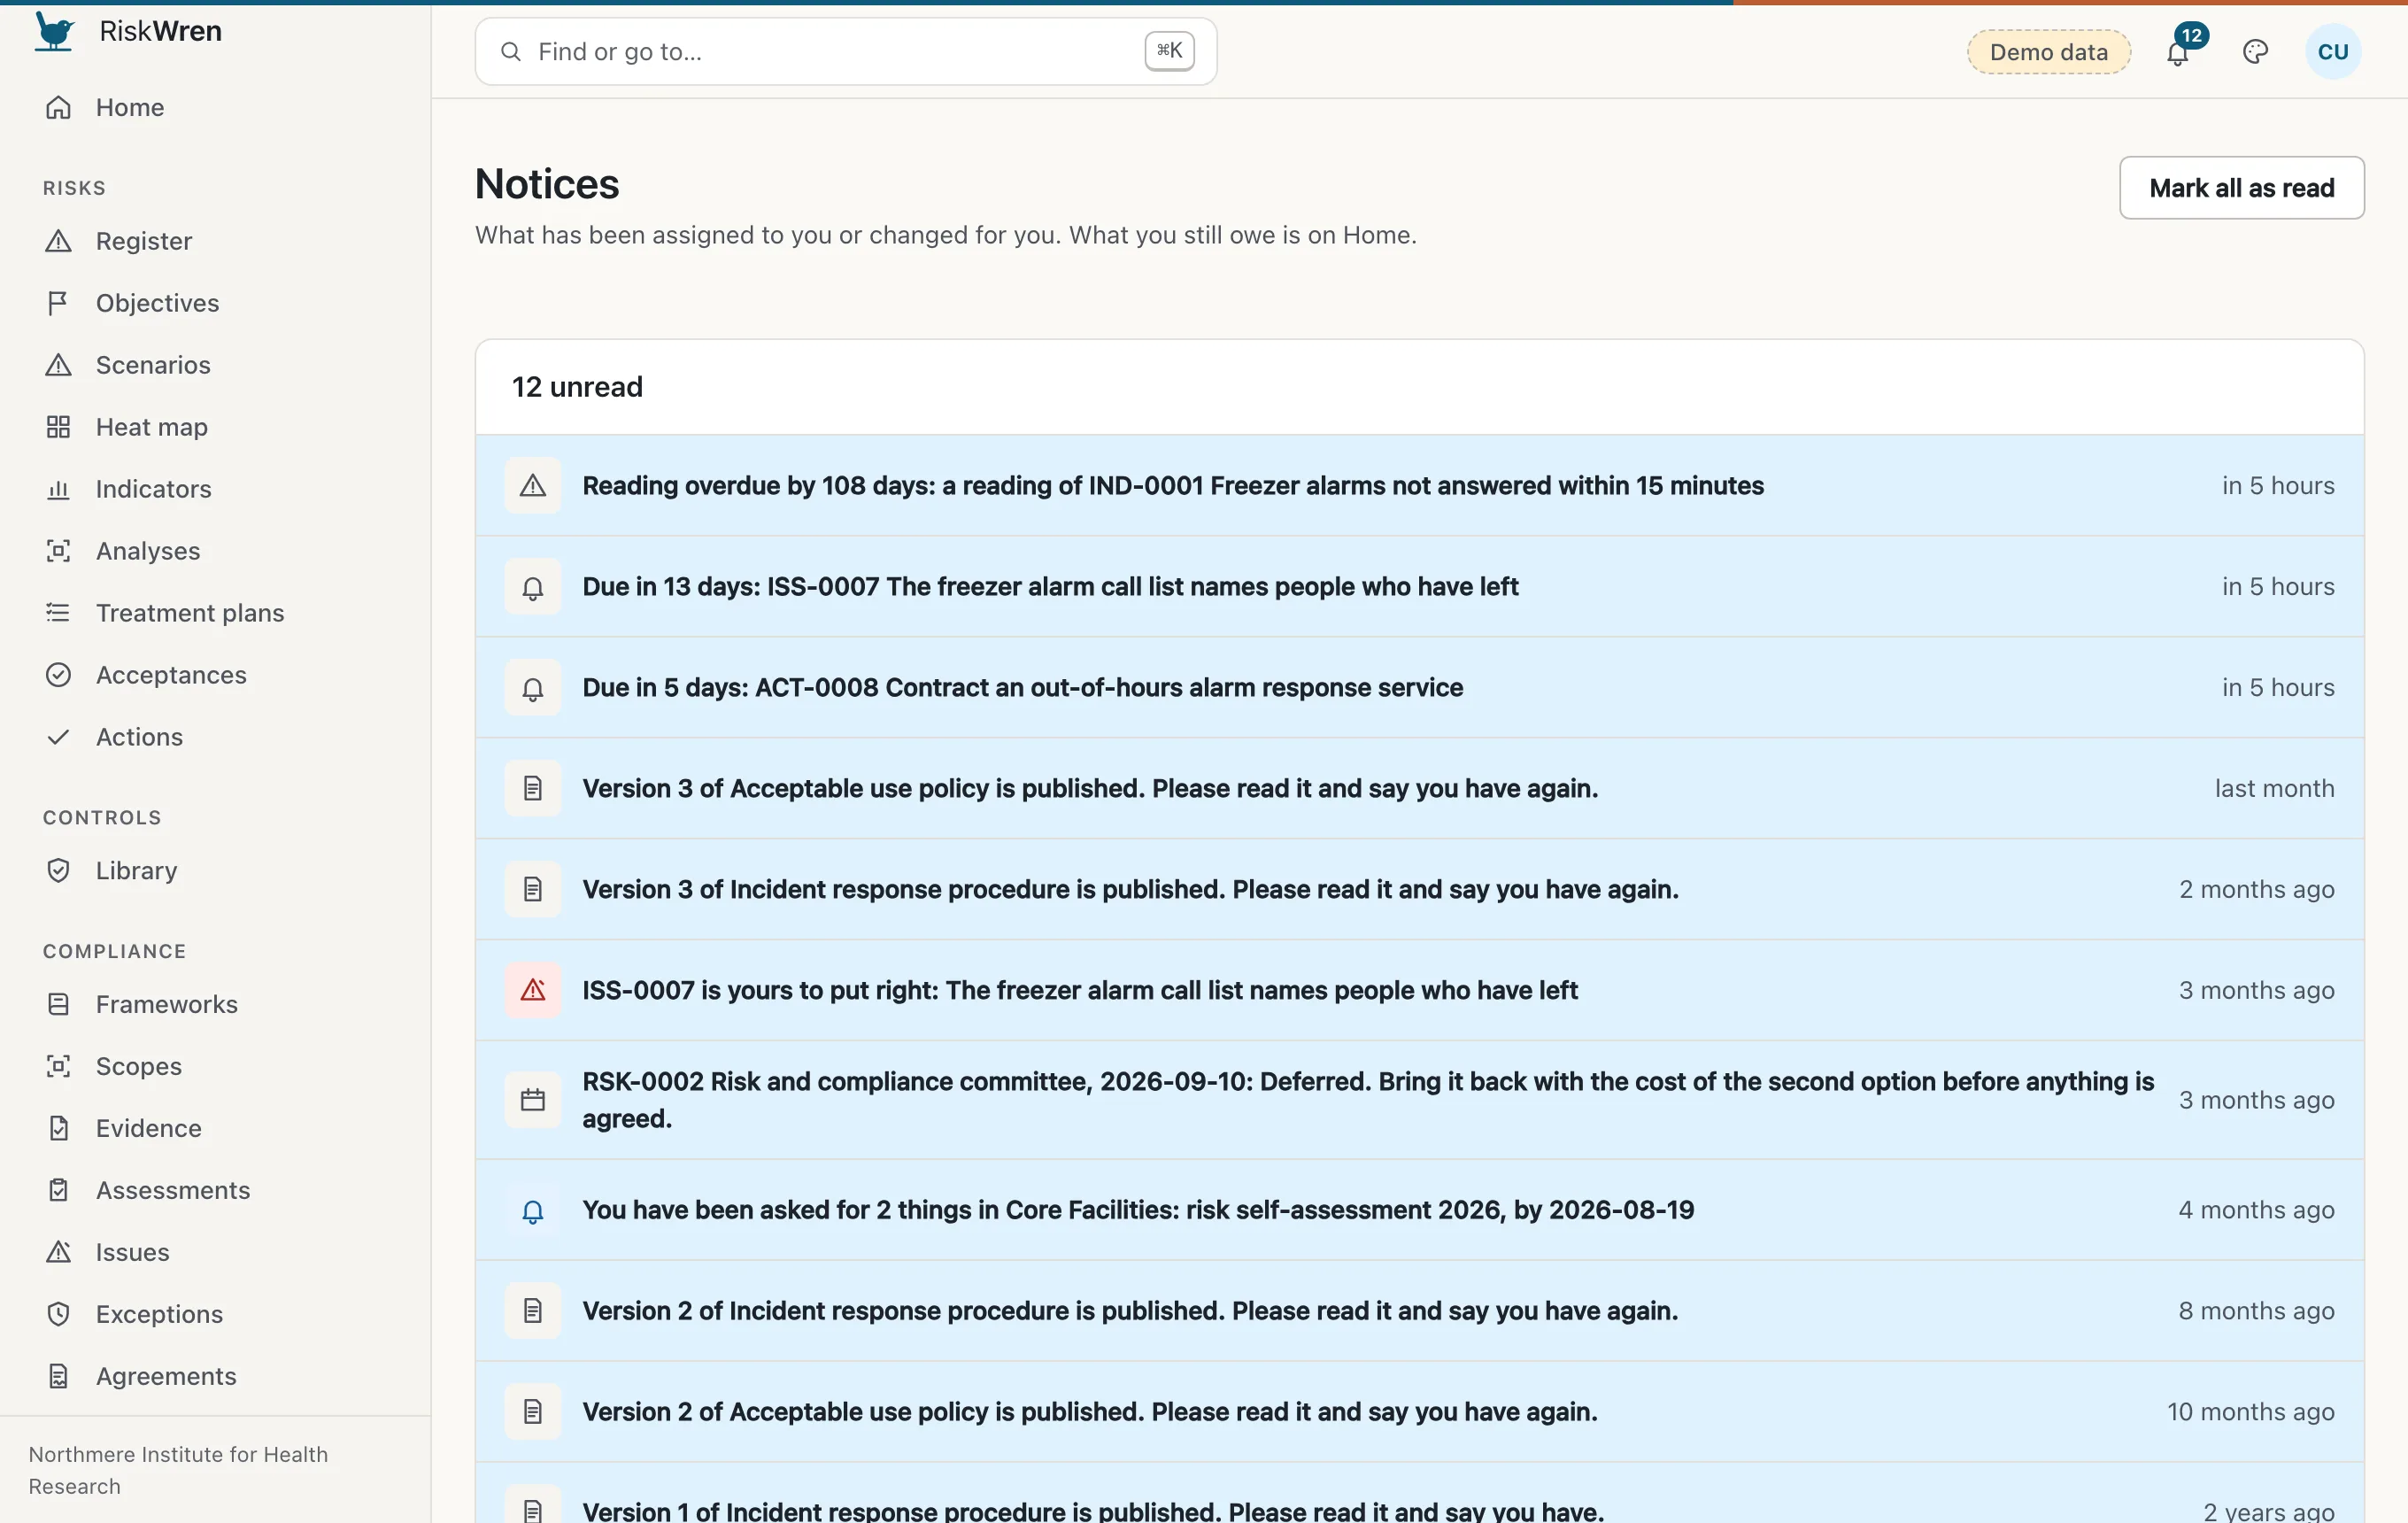 RiskWren
Find or go to...
⌘K
Demo data
12
CU
Home
RISKS
Register
Objectives
Scenarios
Heat map
Indicators
Analyses
Treatment plans
Acceptances
Actions
CONTROLS
Library
COMPLIANCE
Frameworks
Scopes
Evidence
Assessments
Issues
Exceptions
Agreements
Northmere Institute for Health
Research
Notices
Mark all as read
What has been assigned to you or changed for you. What you still owe is on Home.
12 unread
Reading overdue by 108 days: a reading of IND-0001 Freezer alarms not answered within 15 minutes
in 5 hours
Due in 13 days: ISS-0007 The freezer alarm call list names people who have left
in 5 hours
Due in 5 days: ACT-0008 Contract an out-of-hours alarm response service
in 5 hours
Version 3 of Acceptable use policy is published. Please read it and say you have again.
last month
Version 3 of Incident response procedure is published. Please read it and say you have again.
2 months ago
ISS-0007 is yours to put right: The freezer alarm call list names people who have left
3 months ago
RSK-0002 Risk and compliance committee, 2026-09-10: Deferred. Bring it back with the cost of the second option before anything is
agreed.
3 months ago
You have been asked for 2 things in Core Facilities: risk self-assessment 2026, by 2026-08-19
4 months ago
Version 2 of Incident response procedure is published. Please read it and say you have again.
8 months ago
Version 2 of Acceptable use policy is published. Please read it and say you have again.
10 months ago
Version 1 of Incident response procedure is published. Please read it and say you have.
2 years ago